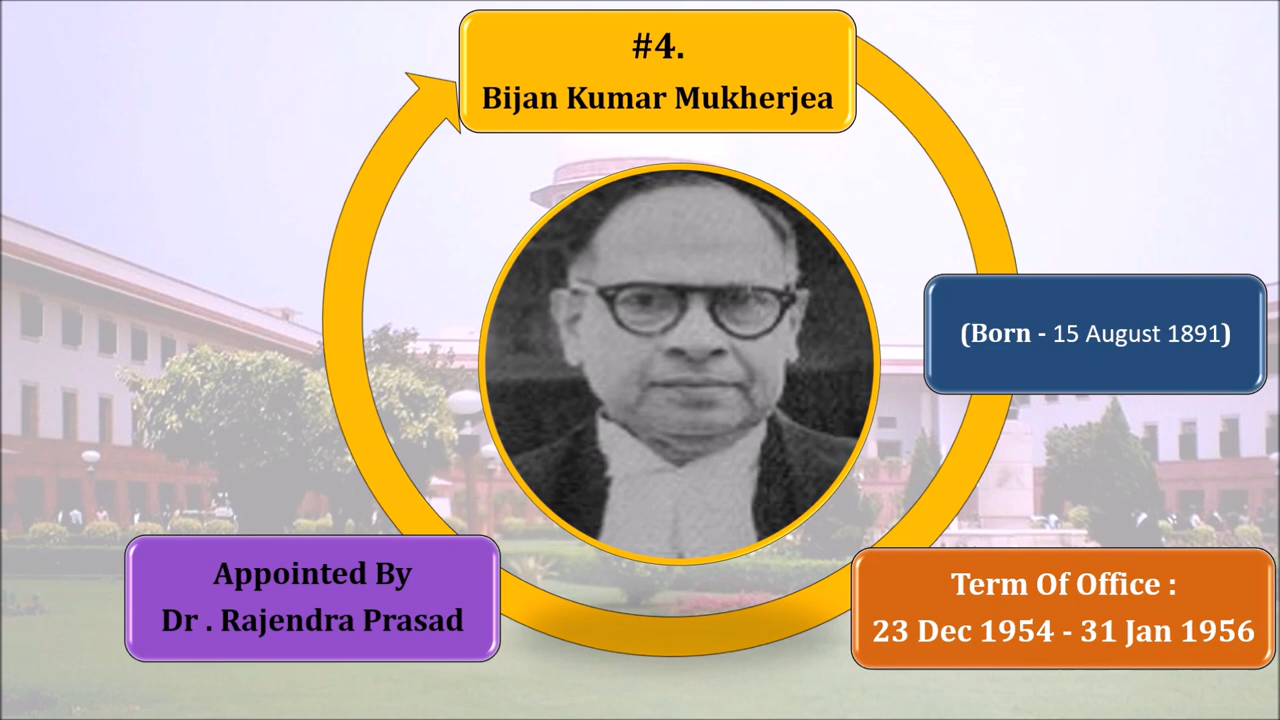 #4.
Bijan Kumar Mukherjea
(Born - 15 August 1891)
Appointed By
Dr . Rajendra Prasad
Term Of Office :
23 Dec 1954 - 31 Jan 1956